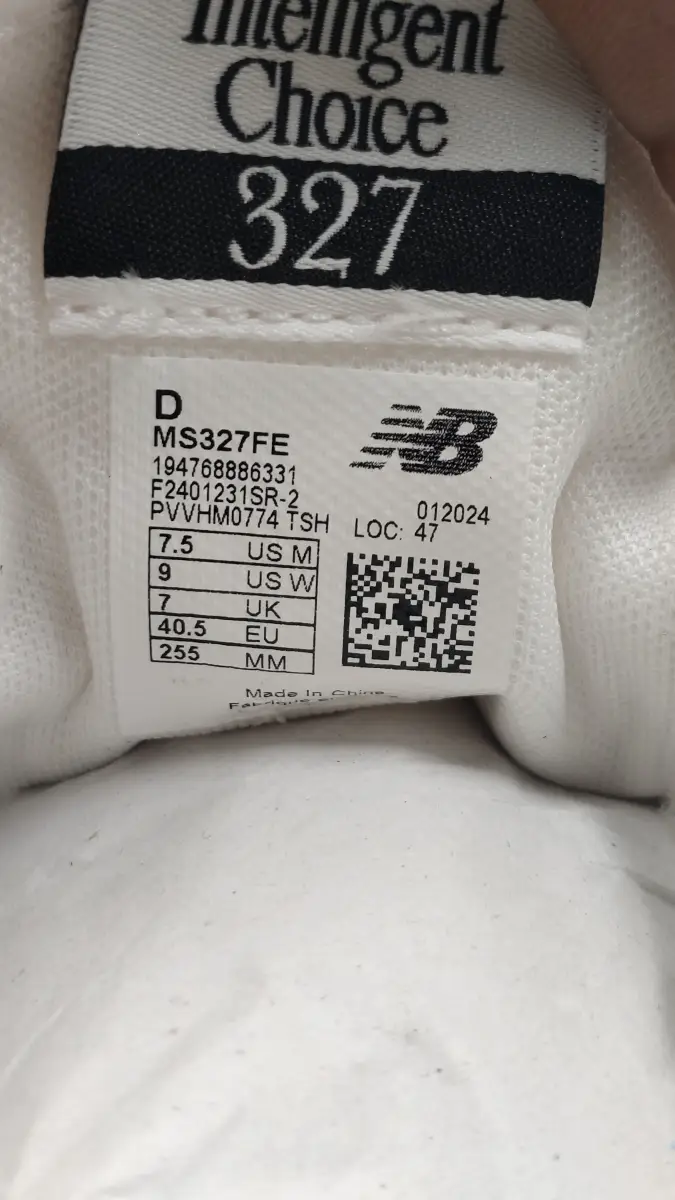 Intelligent
Choice
327
D
MS327FE
NB
194768886331
F2401231SR-2
PVVHM0774 TSH
012024
LOC: 47
7.5 US M
9 US W
7 UK
40.5 EU
255 MM
Made In China